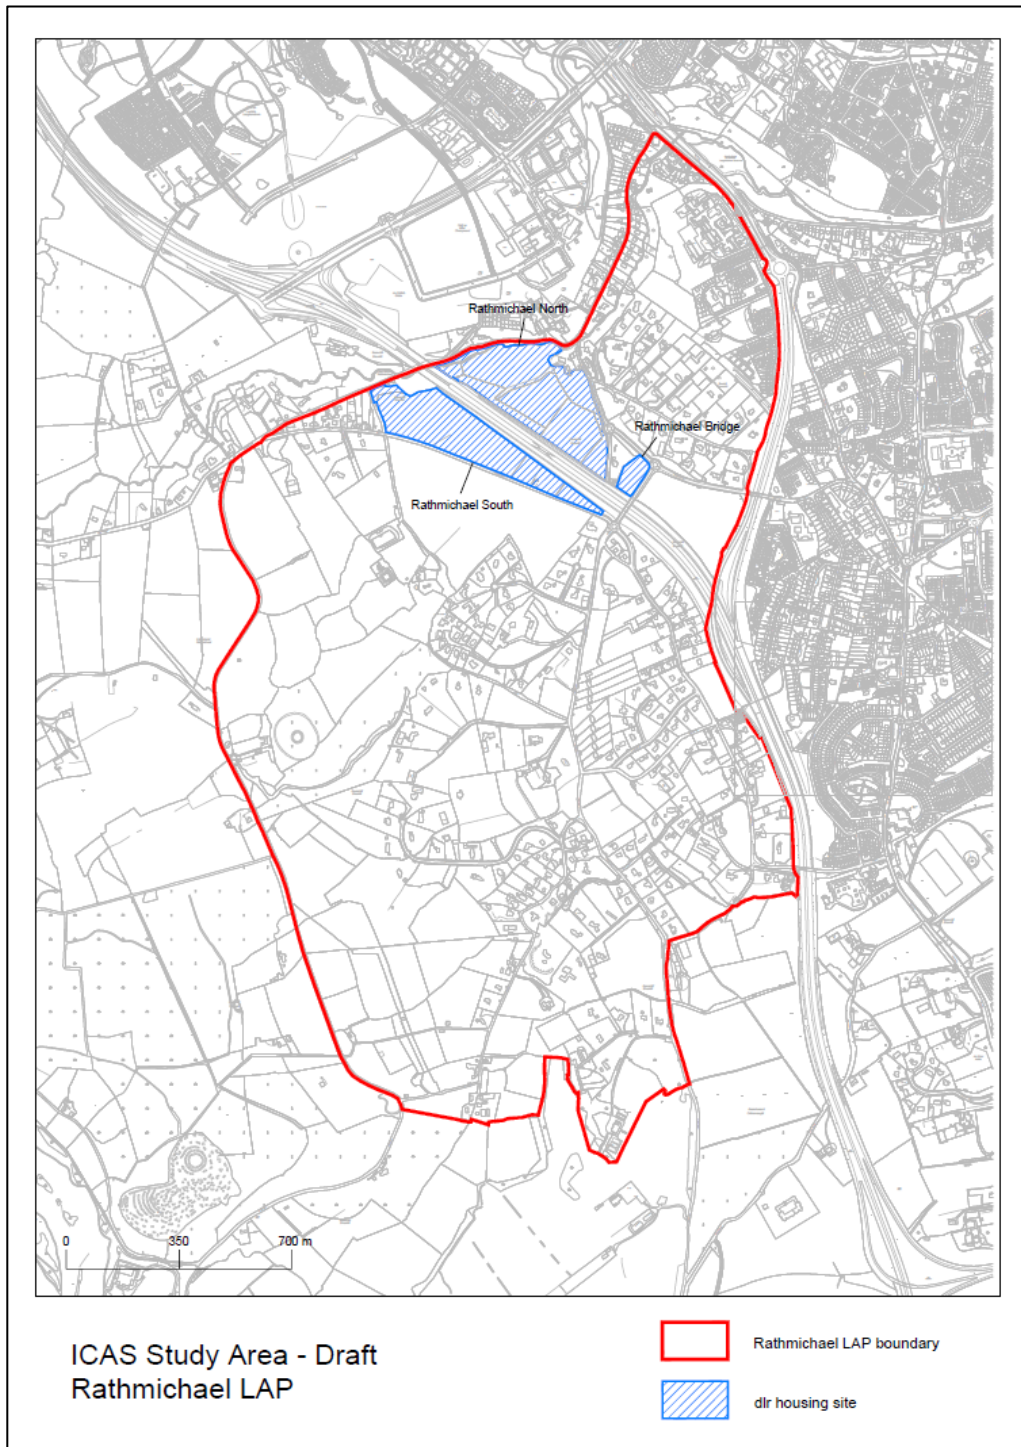 Rathmichael North
Rathmichael Bridge
Rathmichael South
0 350 700 m
ICAS Study Area - Draft
Rathmichael LAP
Rathmichael LAP boundary
dlr housing site